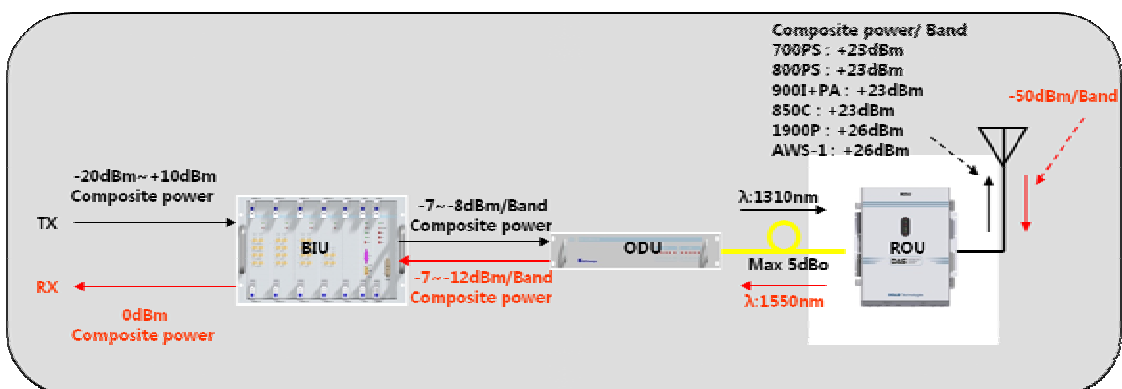 Composite power/ Band
700PS : +23dBm
800PS : +23dBm
900I+PA : +23dBm
850C : +23dBm
1900P : +26dBm
AWS-1 : +26dBm
-50dBm/Band
-20dBm~+10dBm
Composite power
TX
BIU
-7~-8dBm/Band
Composite power
ODU
λ:1310nm
Max 5dBo
λ:1550nm
ROU
DAS
RX
0dBm
Composite power
-7~-12dBm/Band
Composite power